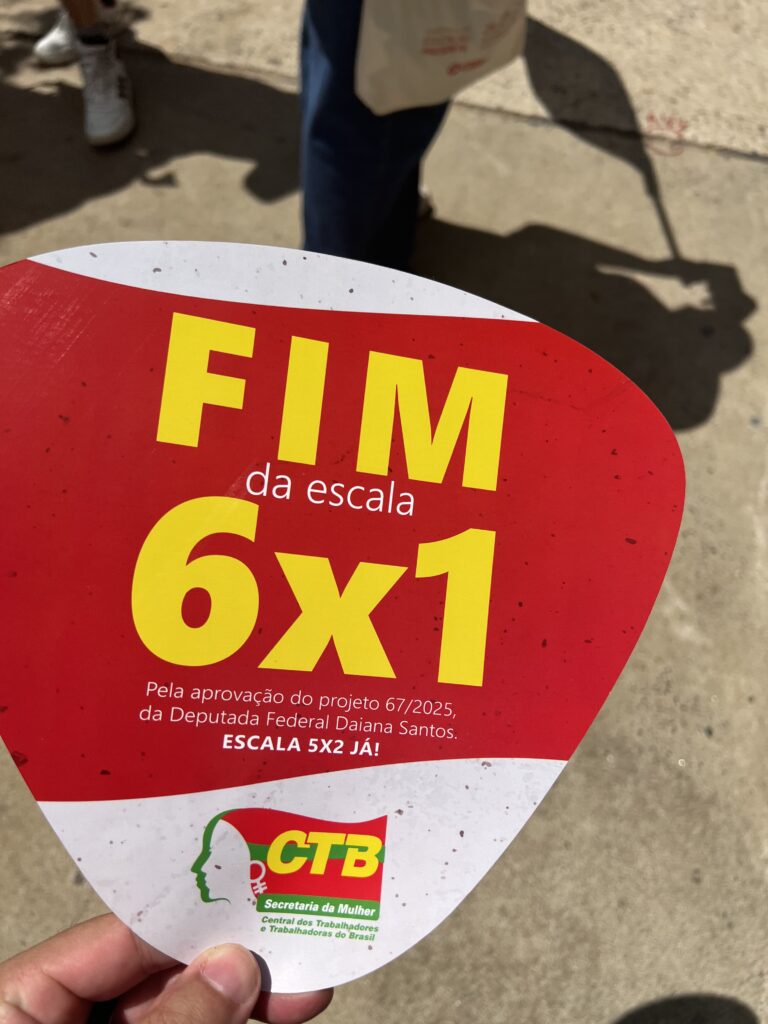 FIM
da escala
6x1
Pela aprovação do projeto 67/2025,
da Deputada Federal Daiana Santos.
ESCALA 5X2 JÁ!
CTB
Secretaria da Mulher
Central dos Trabalhadores
e Trabalhadoras do Brasil